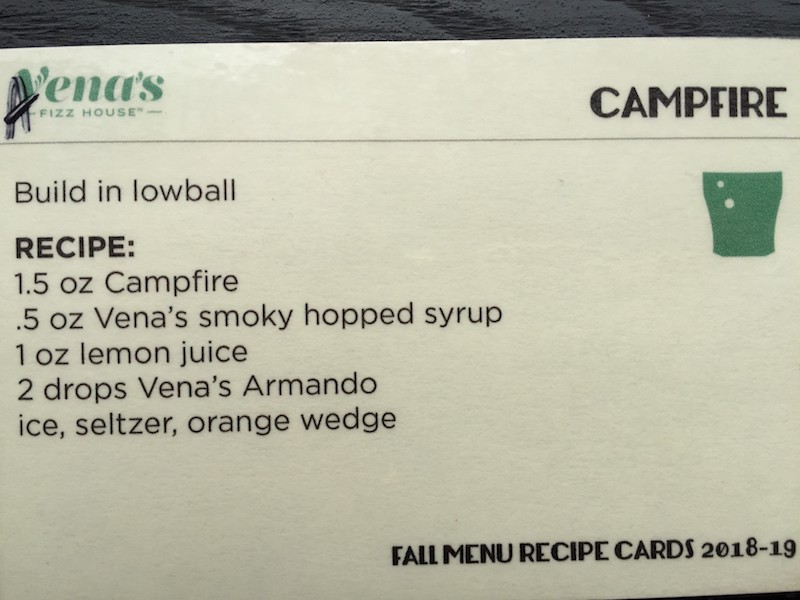 Vena's
FIZZ HOUSE
CAMPFIRE
Build in lowball
RECIPE:
1.5 oz Campfire
.5 oz Vena's smoky hopped syrup
1 oz lemon juice
2 drops Vena's Armando
ice, seltzer, orange wedge
FALL MENU RECIPE CARDS 2018-19